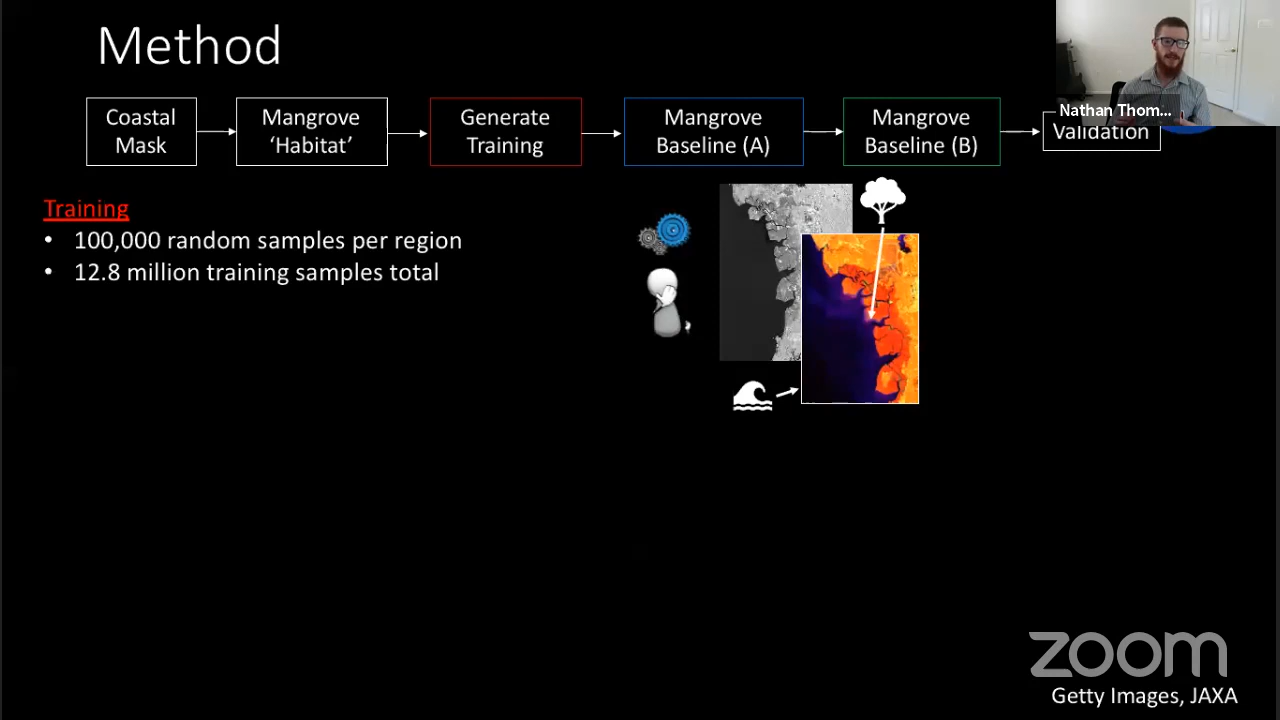 Method
Nathan Thom...
Coastal
Mask
Mangrove
‘Habitat’
Generate
Training
Mangrove
Baseline (A)
Mangrove
Baseline (B)
Validation
Training
• 100,000 random samples per region
• 12.8 million training samples total
zoom
Getty Images, JAXA